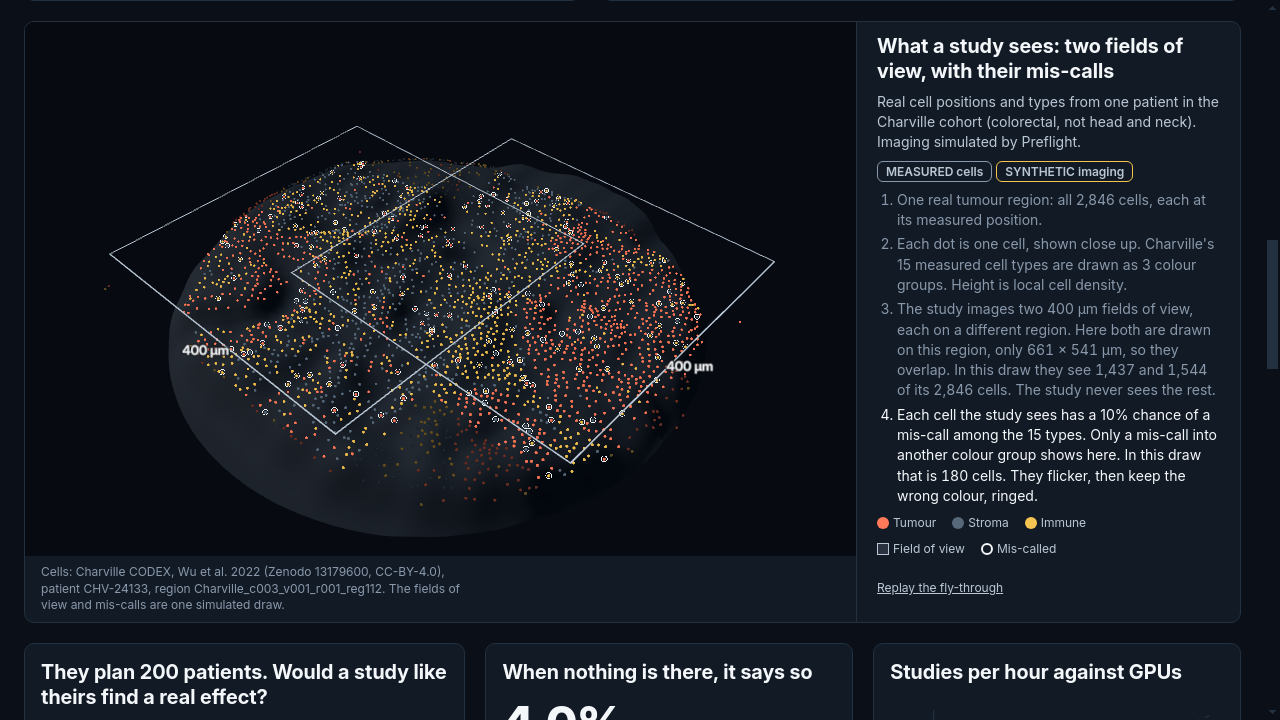 What a study sees: two fields of
view, with their mis-calls
Real cell positions and types from one patient in the
Charville cohort (colorectal, not head and neck).
Imaging simulated by Preflight.
MEASURED cells
SYNTHETIC imaging
1. One real tumour region: all 2,846 cells, each at
its measured position.
2. Each dot is one cell, shown close up. Charville's
15 measured cell types are drawn as 3 colour
groups. Height is local cell density.
3. The study images two 400 µm fields of view,
each on a different region. Here both are drawn
on this region, only 661 × 541 µm, so they
overlap. In this draw they see 1,437 and 1,544
of its 2,846 cells. The study never sees the rest.
4. Each cell the study sees has a 10% chance of a
mis-call among the 15 types. Only a mis-call into
another colour group shows here. In this draw
that is 180 cells. They flicker, then keep the
wrong colour, ringed.
Tumour
Stroma
Immune
Field of view
Mis-called
Replay the fly-through
400 µm
400 µm
Cells: Charville CODEX, Wu et al. 2022 (Zenodo 13179600, CC-BY-4.0),
patient CHV-24133, region Charville_c003_v001_r001_reg112. The fields of
view and mis-calls are one simulated draw.
They plan 200 patients. Would a study like
theirs find a real effect?
When nothing is there, it says so
Studies per hour against GPUs